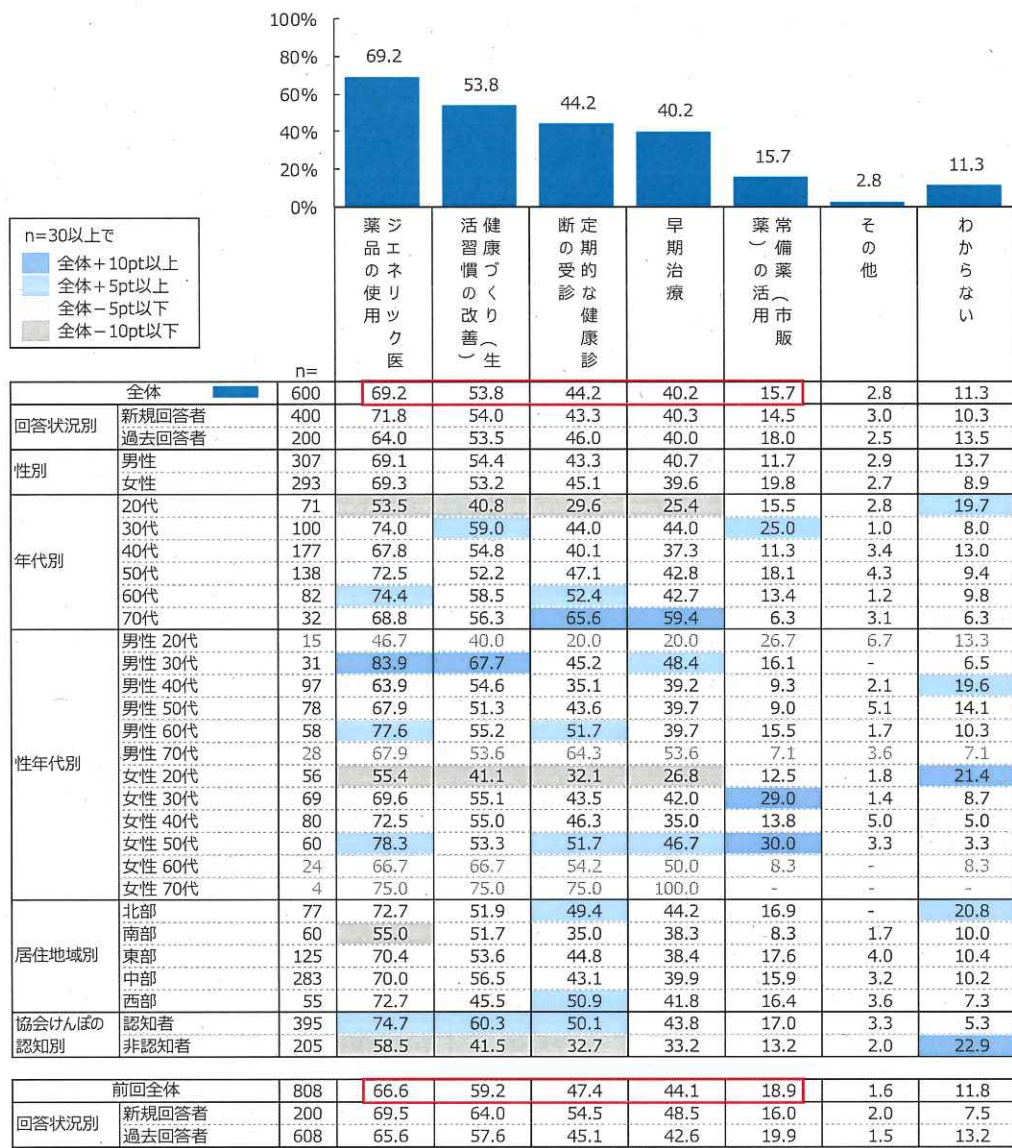 100%
80%
60%
40%
20%
0%
69.2
53.8
44.2
40.2
15.7
2.8
11.3
n=30以上で
全体+10pt以上
全体+5pt以上
全体-5pt以下
全体-10pt以下
ジェネリック医
薬品の使用
健康づくり(生
活習慣の改善)
定期的な健康診
断の受診
早期治療
常備薬(市販
薬)の活用
その他
わからない
n=
全体 600 69.2 53.8 44.2 40.2 15.7 2.8 11.3
回答状況別
新規回答者 400 71.8 54.0 43.3 40.3 14.5 3.0 10.3
過去回答者 200 64.0 53.5 46.0 40.0 18.0 2.5 13.5
性別
男性 307 69.1 54.4 43.3 40.7 11.7 2.9 13.7
女性 293 69.3 53.2 45.1 39.6 19.8 2.7 8.9
年代別
20代 71 53.5 40.8 29.6 25.4 15.5 2.8 19.7
30代 100 74.0 59.0 44.0 44.0 25.0 1.0 8.0
40代 177 67.8 54.8 40.1 37.3 11.3 3.4 13.0
50代 138 72.5 52.2 47.1 42.8 18.1 4.3 9.4
60代 82 74.4 58.5 52.4 42.7 13.4 1.2 9.8
70代 32 68.8 56.3 65.6 59.4 6.3 3.1 6.3
性年代別
男性 20代 15 46.7 40.0 20.0 20.0 26.7 6.7 13.3
男性 30代 31 83.9 67.7 45.2 48.4 16.1 - 6.5
男性 40代 97 63.9 54.6 35.1 39.2 9.3 2.1 19.6
男性 50代 78 67.9 51.3 43.6 39.7 9.0 5.1 14.1
男性 60代 58 77.6 55.2 51.7 39.7 15.5 1.7 10.3
男性 70代 28 67.9 53.6 64.3 53.6 7.1 3.6 7.1
女性 20代 56 55.4 41.1 32.1 26.8 12.5 1.8 21.4
女性 30代 69 69.6 55.1 43.5 42.0 29.0 1.4 8.7
女性 40代 80 72.5 55.0 46.3 35.0 13.8 5.0 5.0
女性 50代 60 78.3 53.3 51.7 46.7 30.0 3.3 3.3
女性 60代 24 66.7 66.7 54.2 50.0 8.3 - 8.3
女性 70代 4 75.0 75.0 75.0 100.0 - - -
居住地域別
北部 77 72.7 51.9 49.4 44.2 16.9 - 20.8
南部 60 55.0 51.7 35.0 38.3 8.3 1.7 10.0
東部 125 70.4 53.6 44.8 38.4 17.6 4.0 10.4
中部 283 70.0 56.5 43.1 39.9 15.9 3.2 10.2
西部 55 72.7 45.5 50.9 41.8 16.4 3.6 7.3
協会けんぽの
認知別
認知者 395 74.7 60.3 50.1 43.8 17.0 3.3 5.3
非認知者 205 58.5 41.5 32.7 33.2 13.2 2.0 22.9
前回全体 808 66.6 59.2 47.4 44.1 18.9 1.6 11.8
回答状況別
新規回答者 200 69.5 64.0 54.5 48.5 16.0 2.0 7.5
過去回答者 608 65.6 57.6 45.1 42.6 19.9 1.5 13.2